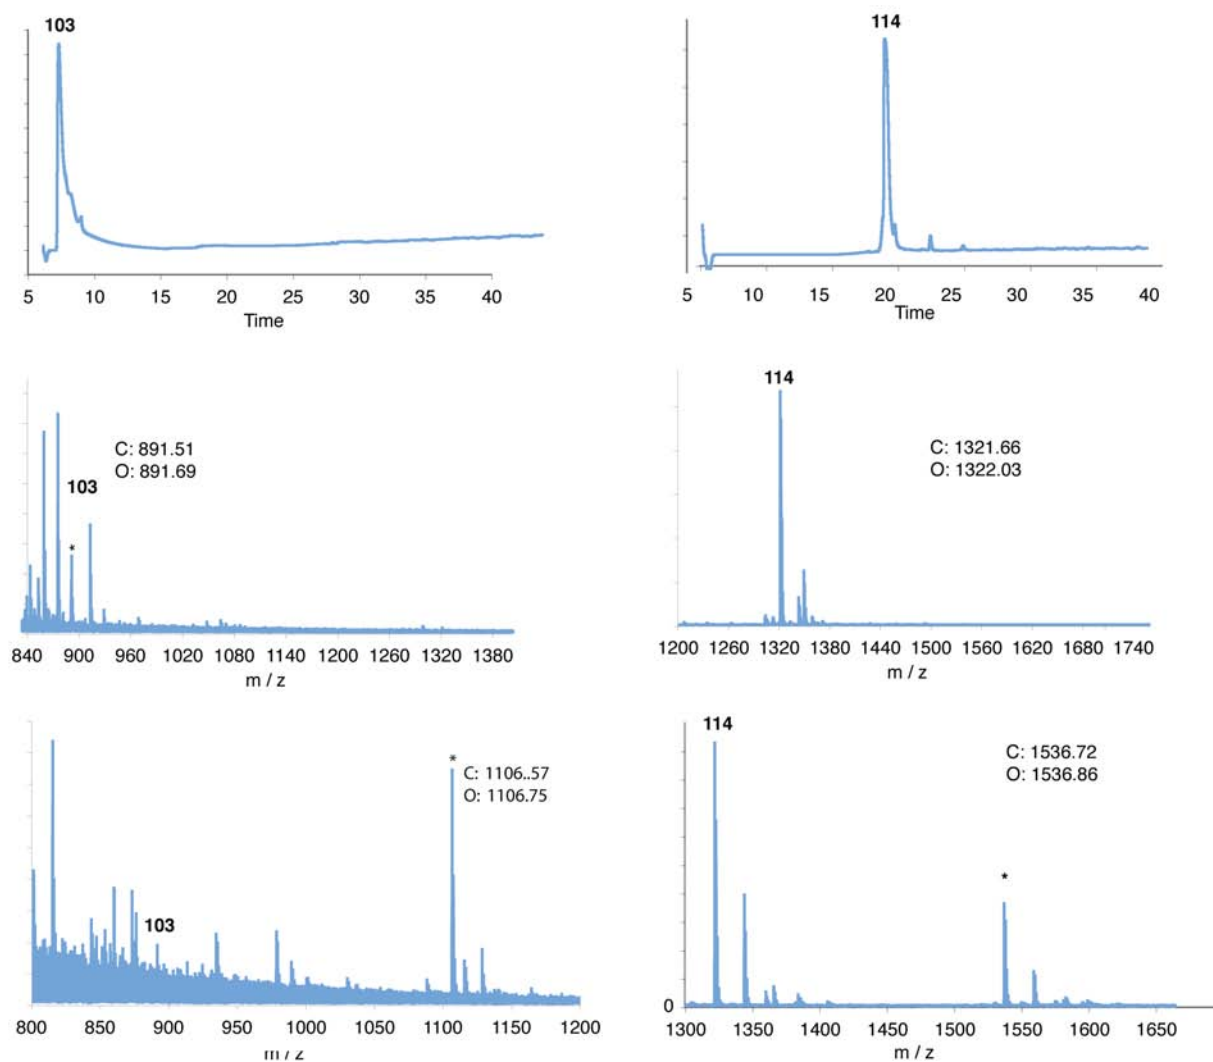 103
5 10 15 20 25 30 35 40
Time
114
5 10 15 20 25 30 35 40
Time
C: 891.51
O: 891.69
103
*
840 900 960 1020 1080 1140 1200 1260 1320 1380
m / z
114
C: 1321.66
O: 1322.03
1200 1260 1320 1380 1440 1500 1560 1620 1680 1740
m / z
*
C: 1106..57
O: 1106.75
103
800 850 900 950 1000 1050 1100 1150 1200
m / z
114
C: 1536.72
O: 1536.86
*
0
1300 1350 1400 1450 1500 1550 1600 1650
m / z